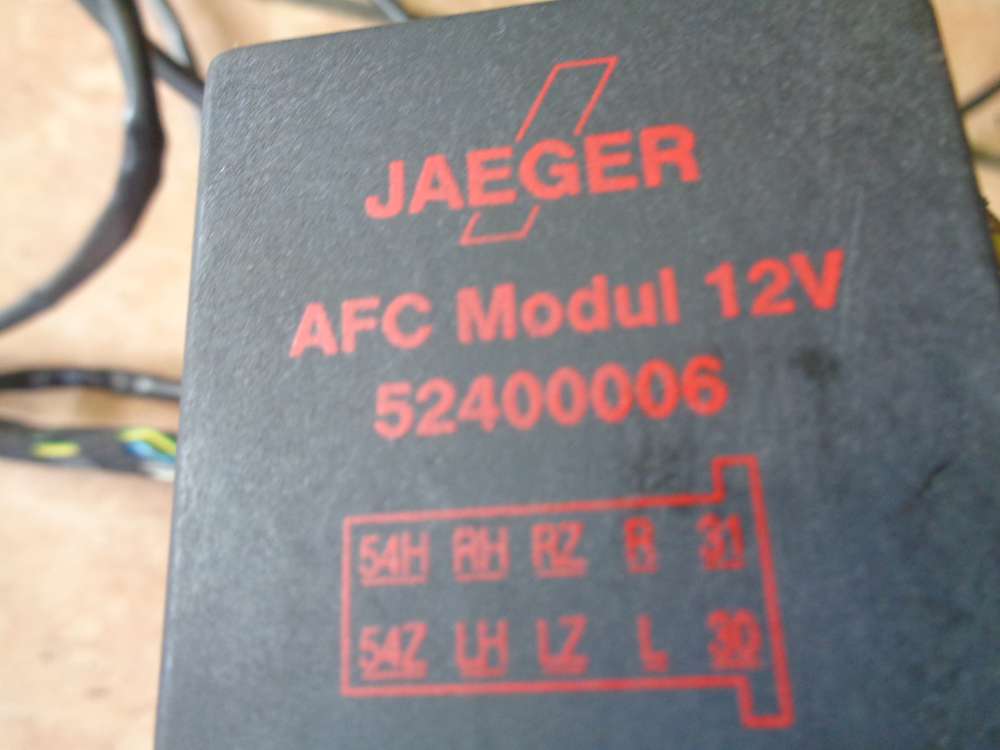 JAEGER
AFC Modul 12V
52400006
54H RH RZ R 31
54Z LH LZ L 30